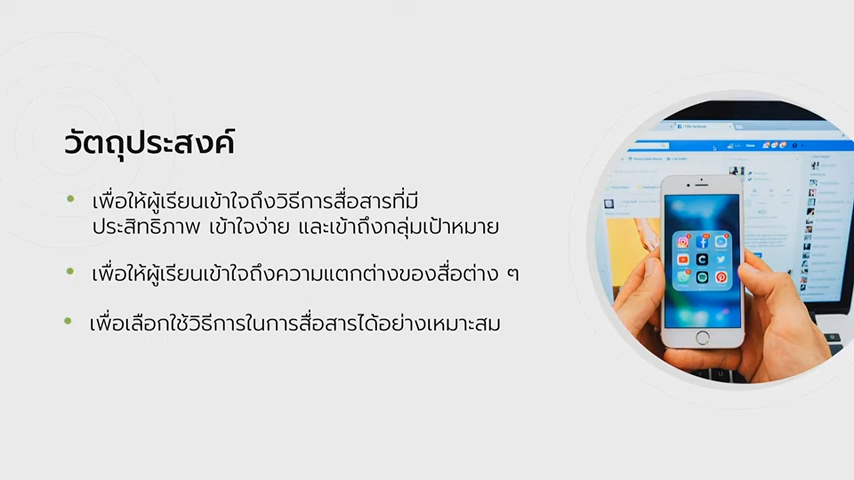 วัตถุประสงค์
• เพื่อให้ผู้เรียนเข้าใจถึงวิธีการสื่อสารที่มี
ประสิทธิภาพ เข้าใจง่าย และเข้าถึงกลุ่มเป้าหมาย
• เพื่อให้ผู้เรียนเข้าใจถึงความแตกต่างของสื่อต่าง ๆ
• เพื่อเลือกใช้วิธีการในการสื่อสารได้อย่างเหมาะสม